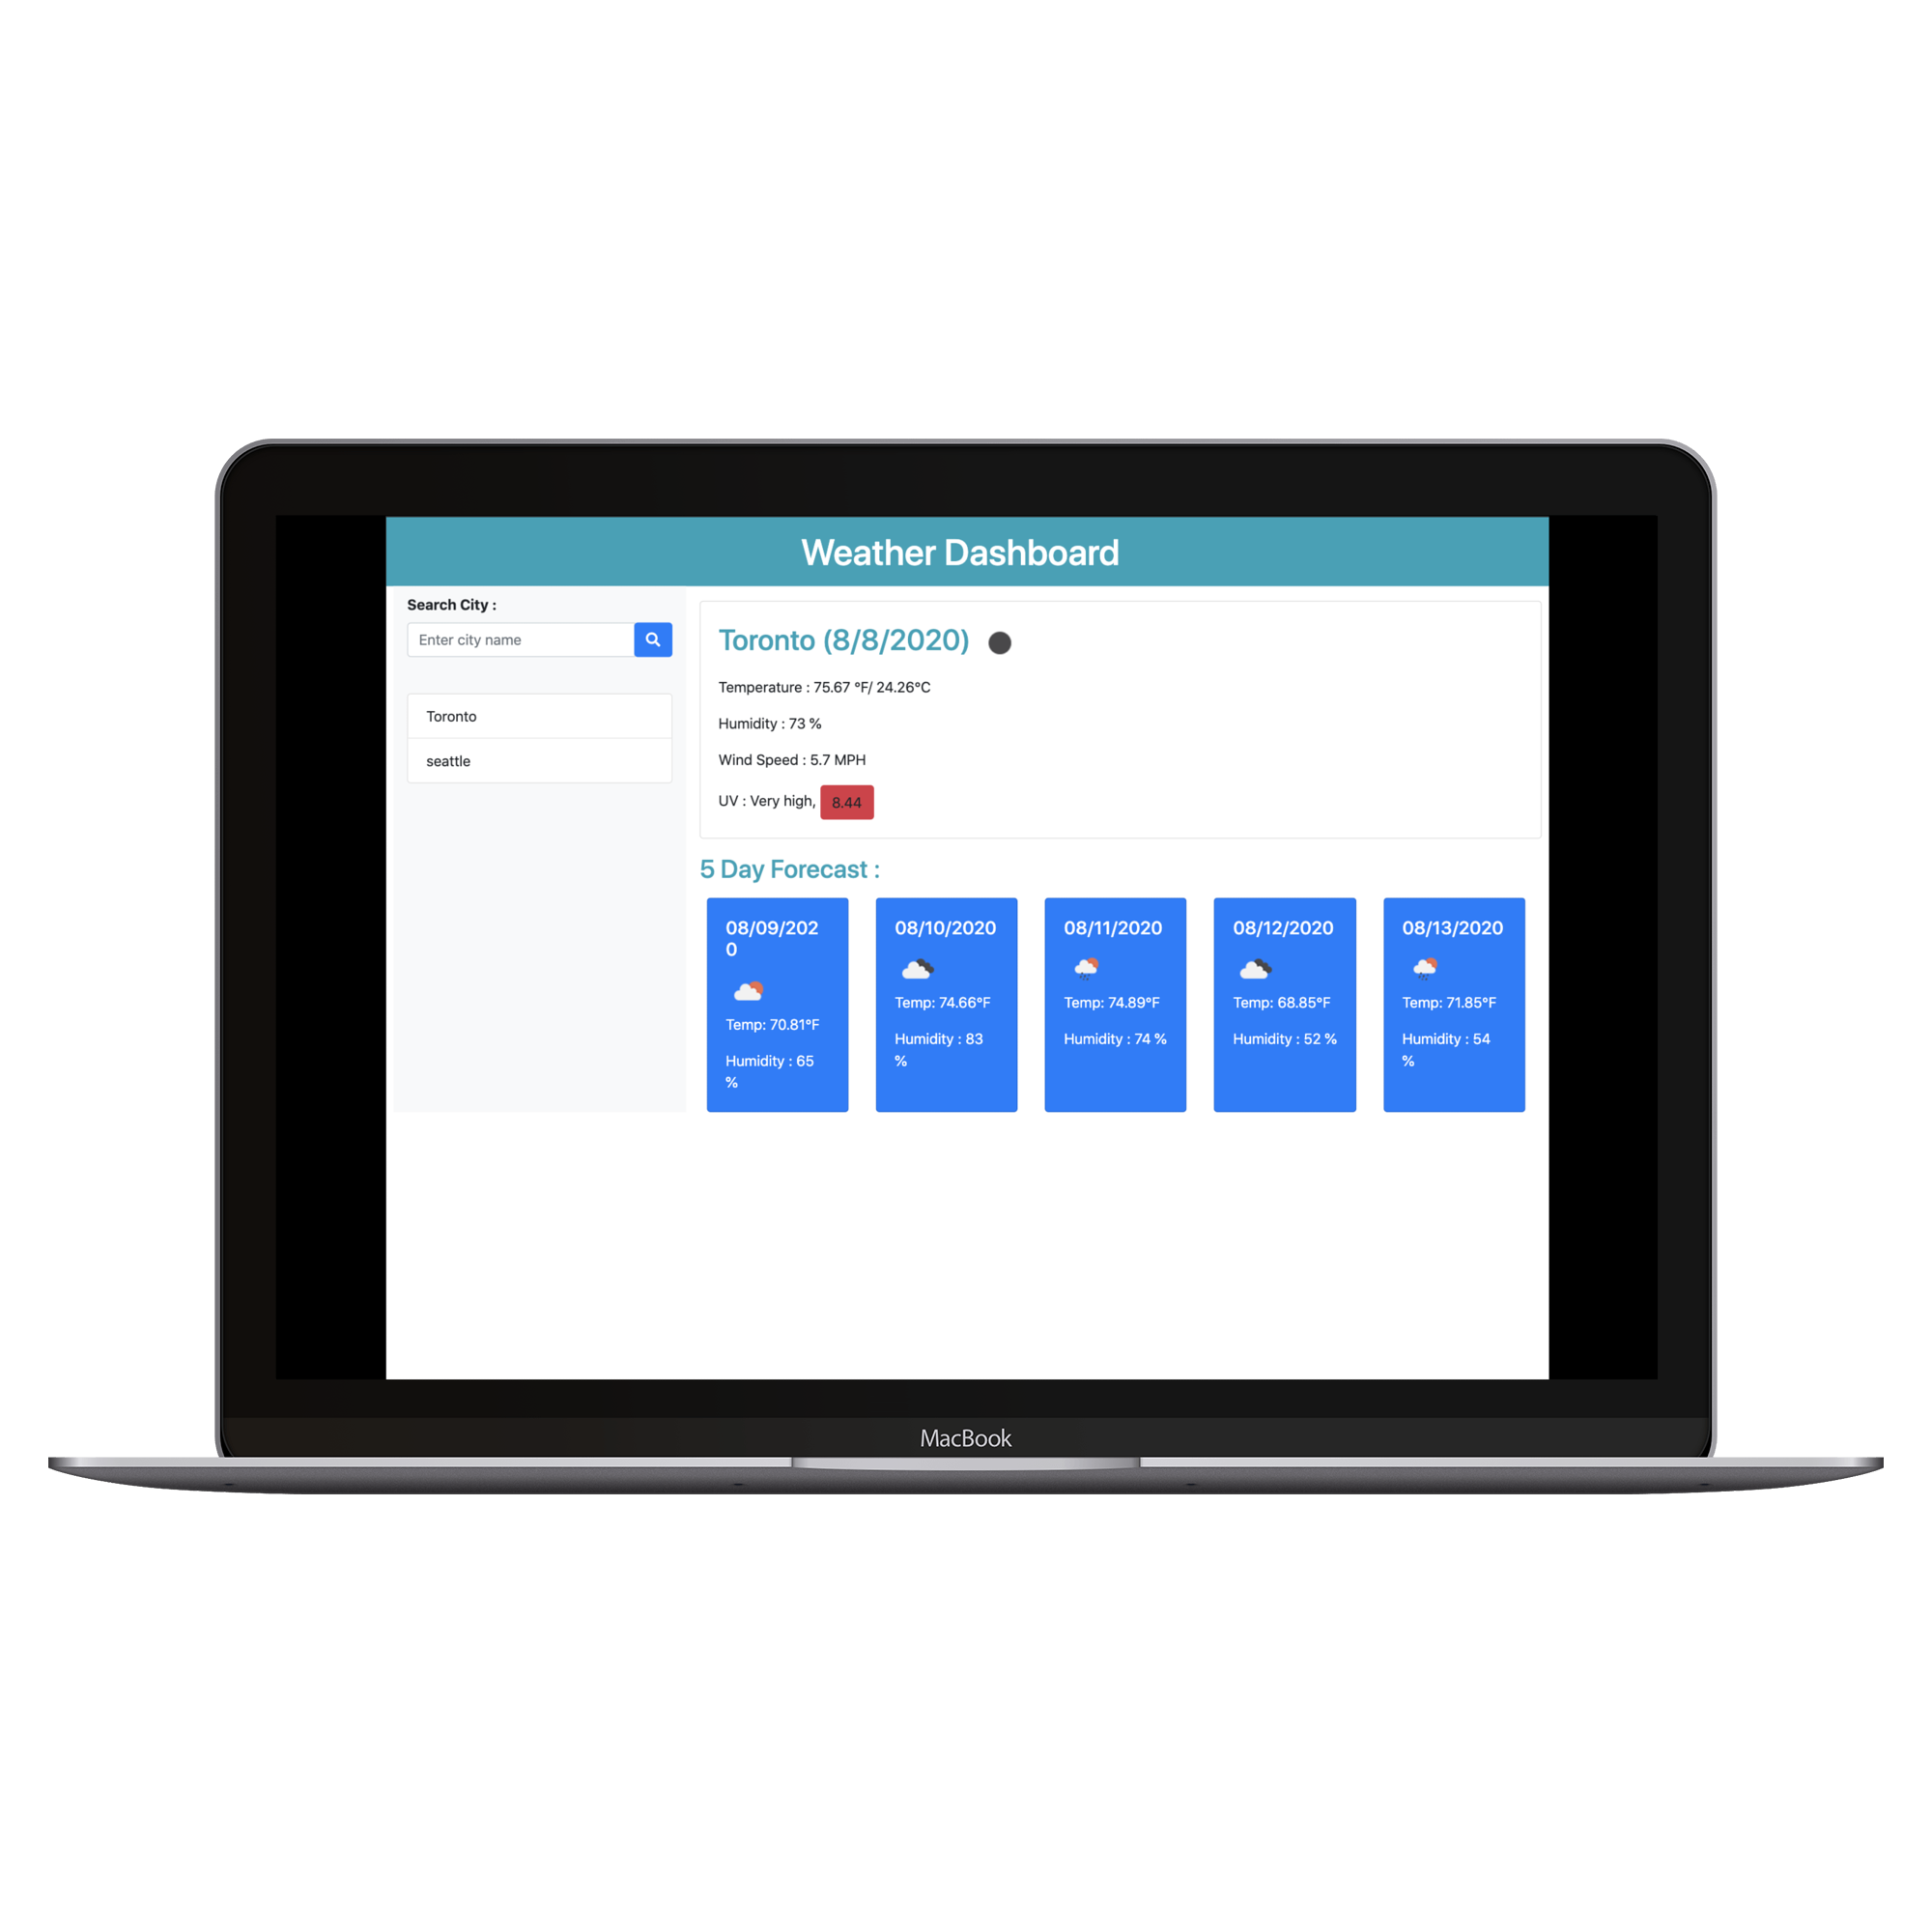 Weather Dashboard
Search City :
Enter city name
Toronto
seattle
Toronto (8/8/2020)
Temperature : 75.67 °F/ 24.26°C
Humidity : 73 %
Wind Speed : 5.7 MPH
UV : Very high, 8.44
5 Day Forecast :
08/09/202
0
Temp: 70.81°F
Humidity : 65
%
08/10/2020
Temp: 74.66°F
Humidity : 83
%
08/11/2020
Temp: 74.89°F
Humidity : 74 %
08/12/2020
Temp: 68.85°F
Humidity : 52 %
08/13/2020
Temp: 71.85°F
Humidity : 54
%
MacBook